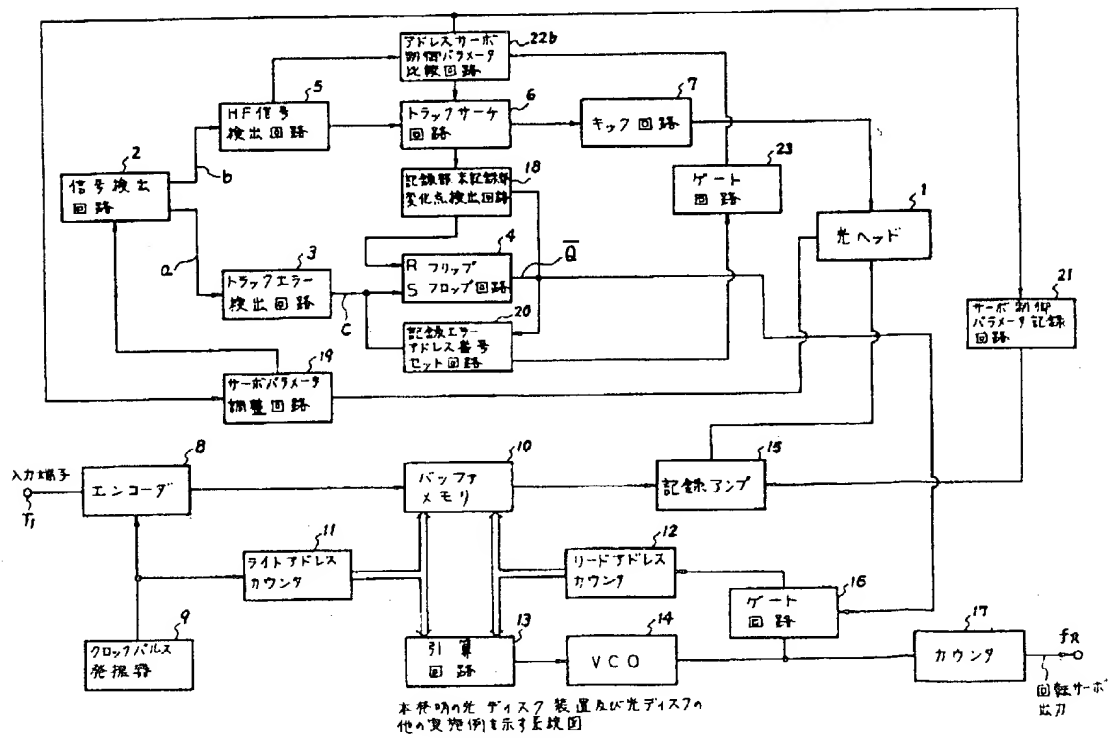 アドレスサーボ
制御パラメータ
比較回路
22b
5
HF信号
検出回路
6
トラックサーチ
回路
7
キック回路
2
信号検出
回路
b
a
18
記録部未記録部
変化点検出回路
23
ゲート
回路
1
光ヘッド
3
トラックエラー
検出回路
C
4
R フリップ
S フロップ回路
Q̅
20
記録エラー
アドレス番号
セット回路
21
サーボ制御
パラメータ記録
回路
19
サーボパラメータ
調整回路
入力端子
T1
8
エンコーダ
10
バッファ
メモリ
15
記録アンプ
11
ライトアドレス
カウンタ
12
リードアドレス
カウンタ
16
ゲート
回路
9
クロックパルス
発振器
13
引算
回路
14
VCO
17
カウンタ
fR
回転サーボ
出力
本発明の光ディスク装置及び光ディスクの
他の実施例を示す系統図